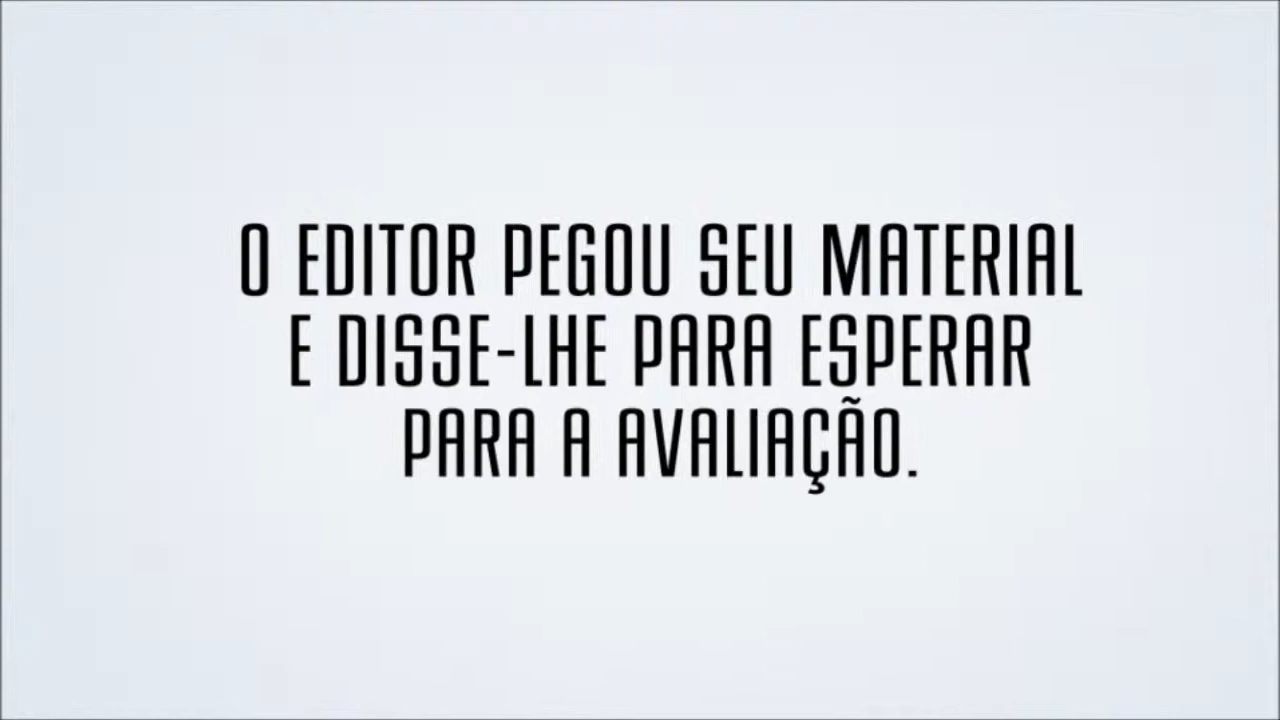 O EDITOR PEGOU SEU MATERIAL
E DISSE-LHE PARA ESPERAR
PARA A AVALIAÇÃO.